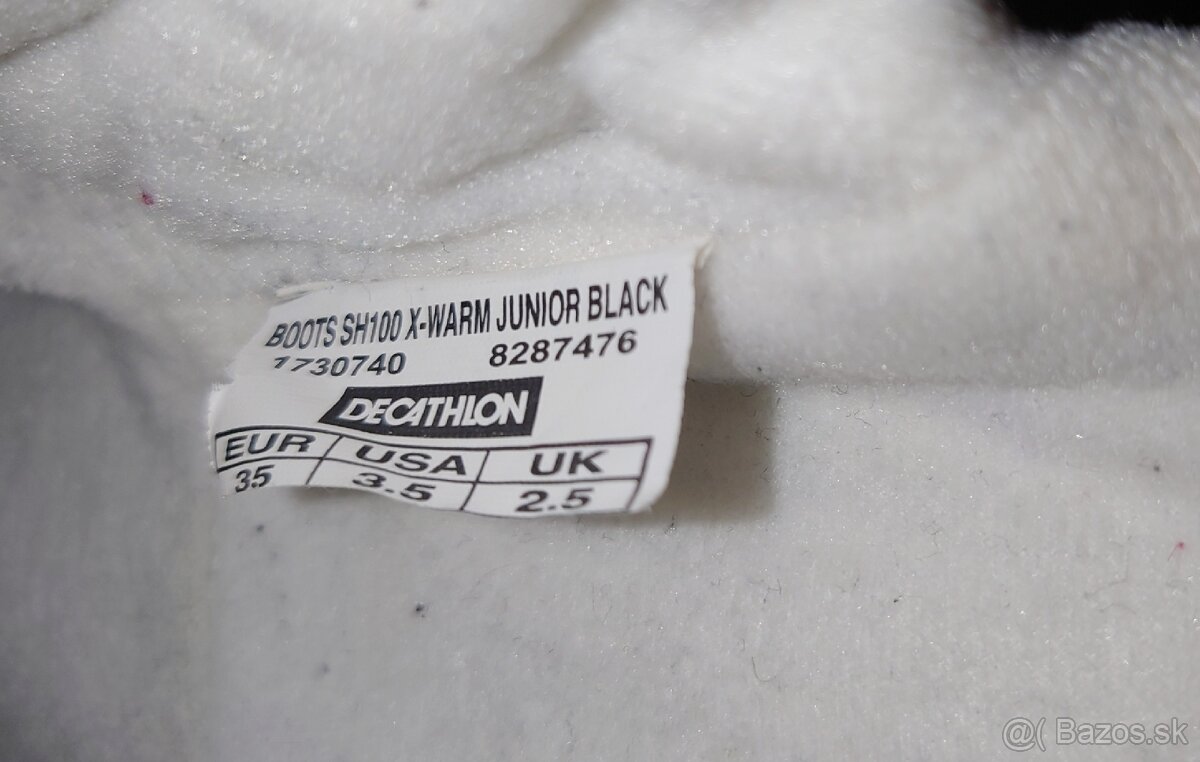 BOOTS SH100 X-WARM JUNIOR BLACK
1730740 8287476
DECATHLON
EUR USA UK
35 3.5 2.5
@( Bazos.sk